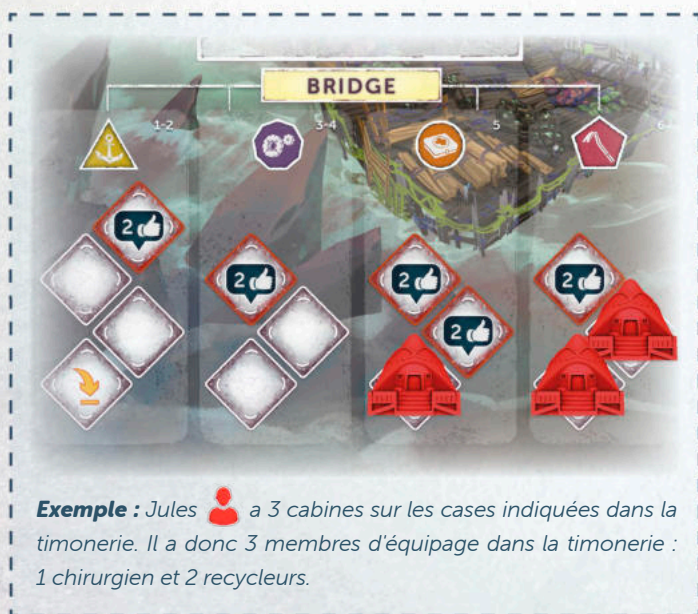 BRIDGE
1-2 3-4 5 6
2
2 2 2
2
Exemple : Jules a 3 cabines sur les cases indiquées dans la
timonerie. Il a donc 3 membres d'équipage dans la timonerie :
1 chirurgien et 2 recycleurs.